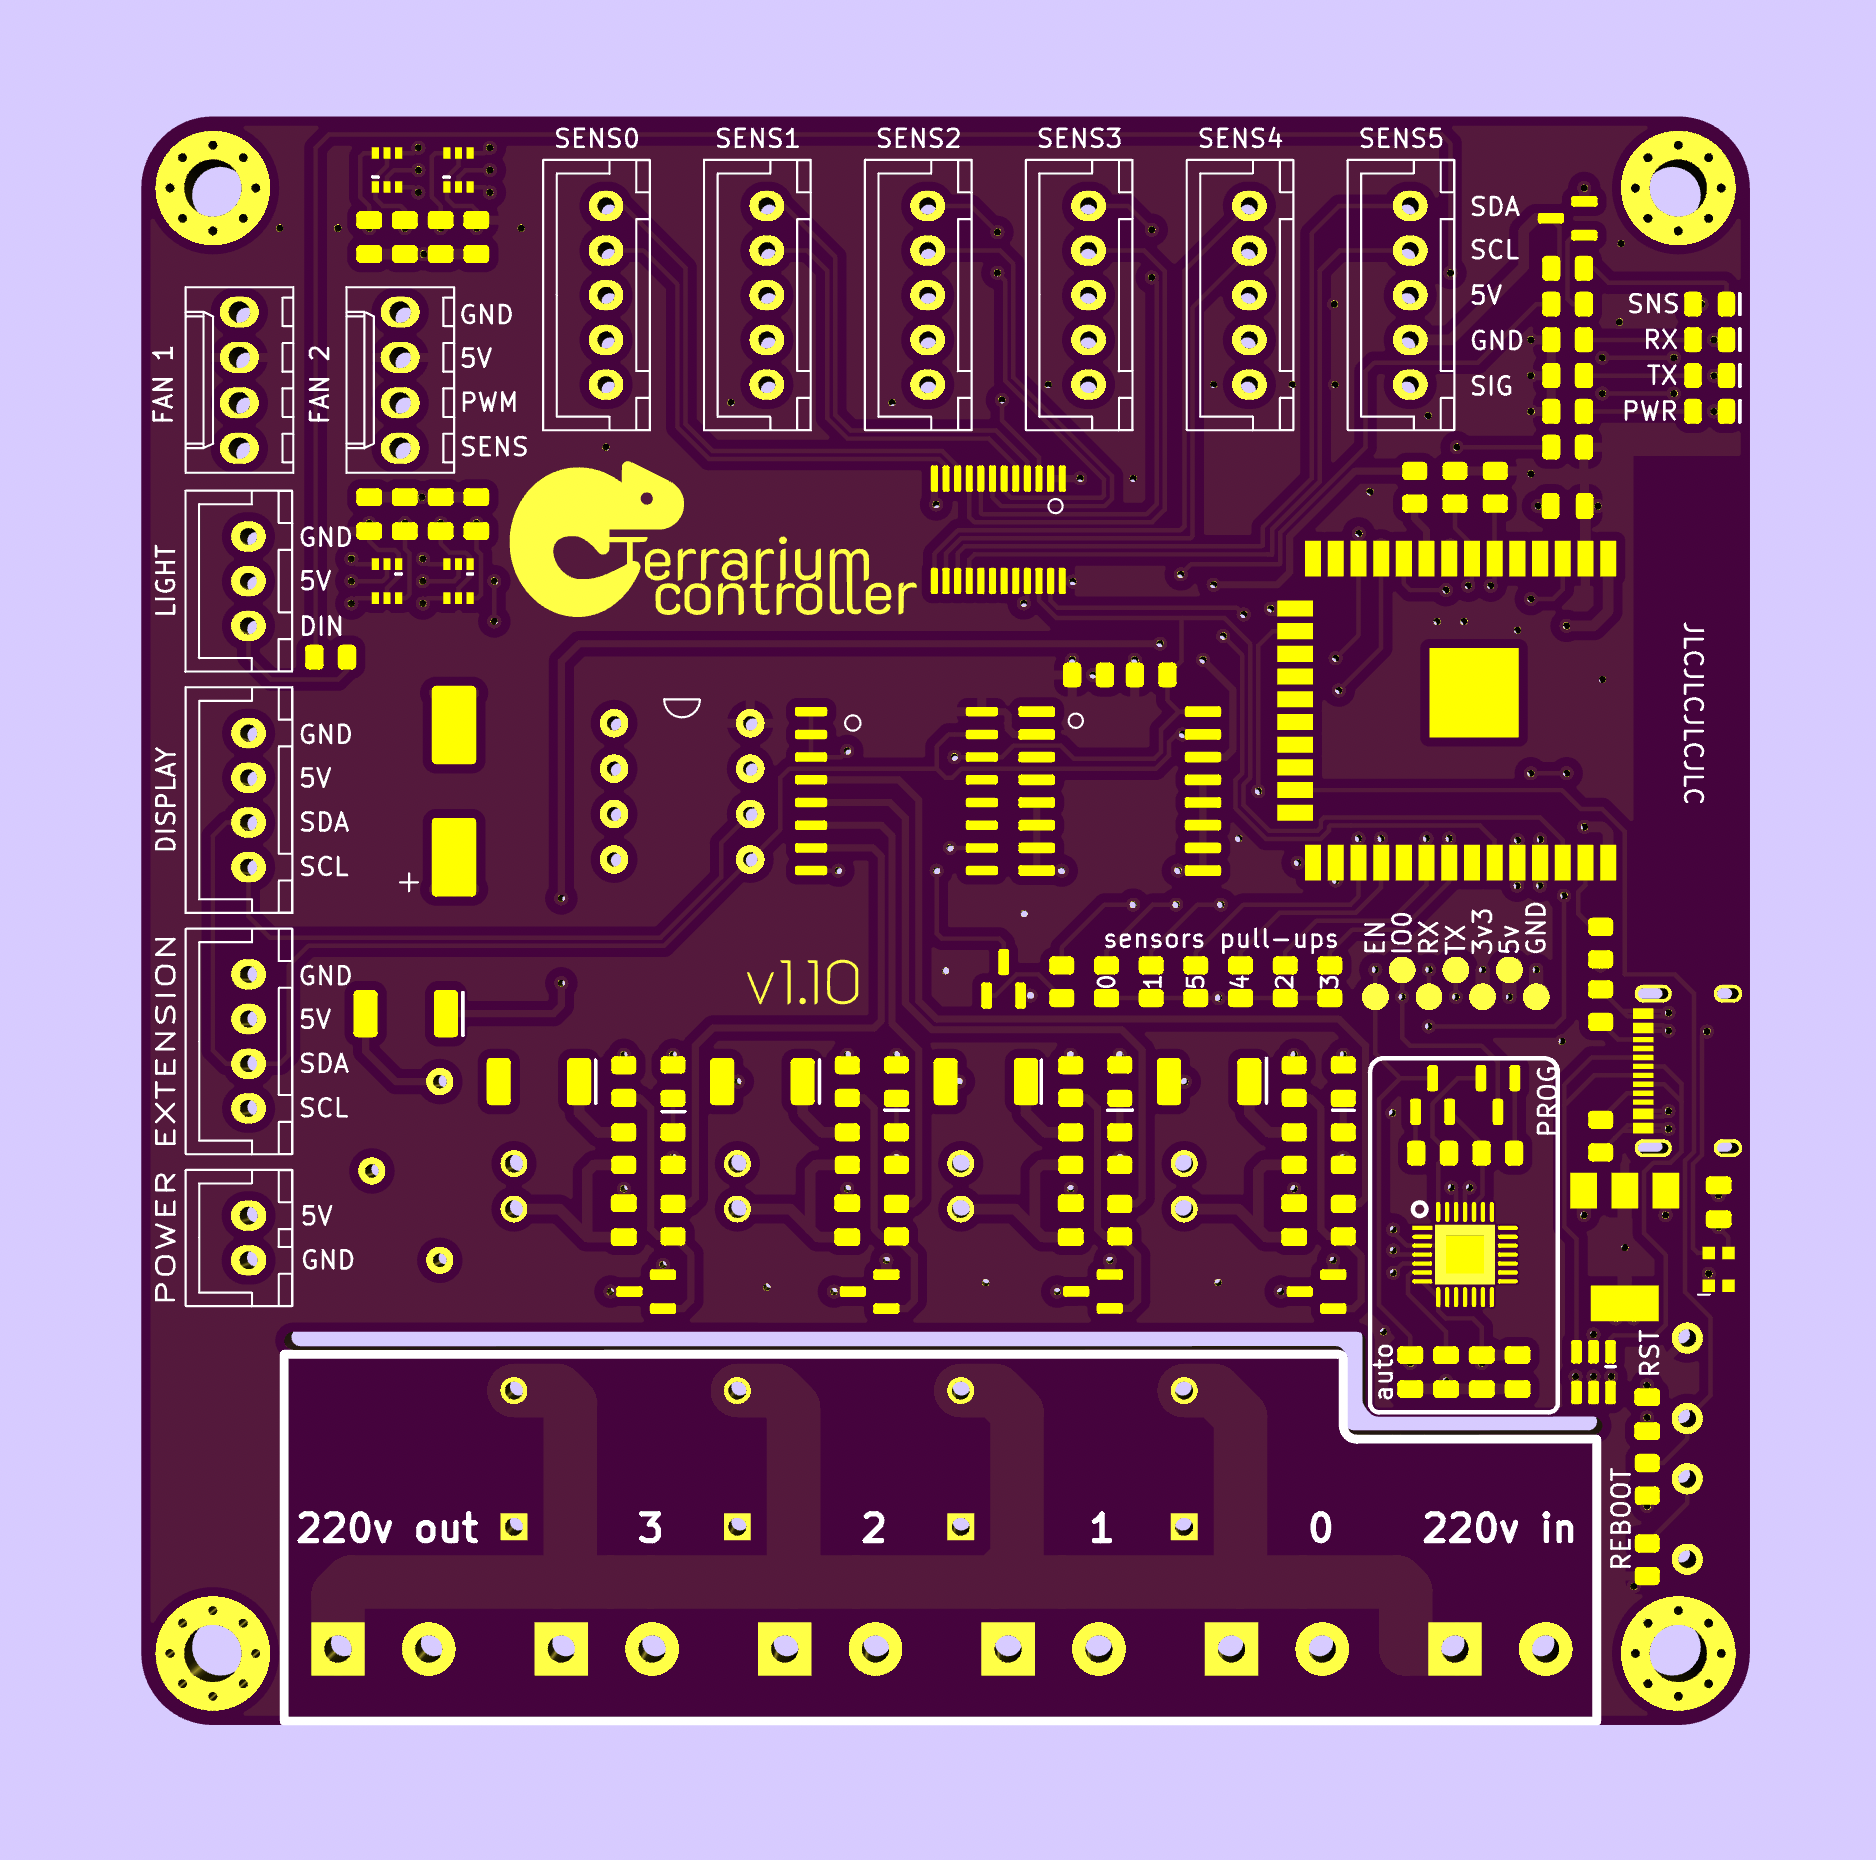 SENS0 SENS1 SENS2 SENS3 SENS4 SENS5
SDA
SCL
5V
GND
SIG
SNS
RX
TX
PWR
FAN 1
FAN 2
GND
5V
PWM
SENS
Terrarium
controller
LIGHT
GND
5V
DIN
JLCJLCJLCJLC
DISPLAY
GND
5V
SDA
SCL
+
EXTENSION
GND
5V
SDA
SCL
v1.10
sensors pull-ups
0 1 5 4 2 3
EN IO0 RX TX 3v3 5v GND
PROG
auto
POWER
5V
GND
RST
REBOOT
220v out 3 2 1 0 220v in